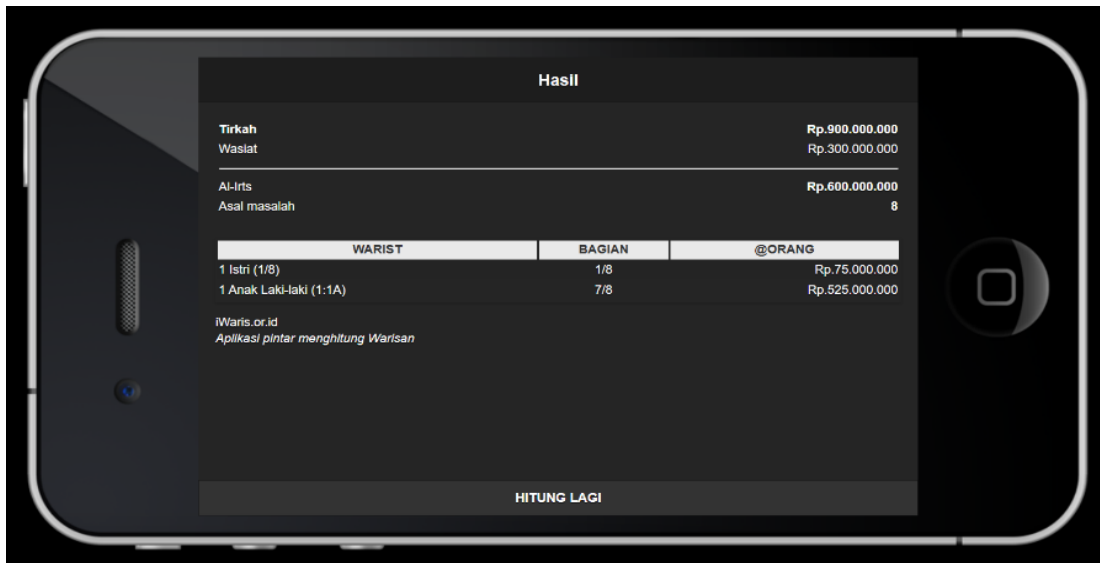 Hasil
Tirkah Rp.900.000.000
Wasiat Rp.300.000.000
Al-Irts Rp.600.000.000
Asal masalah 8
WARIST BAGIAN @ORANG
1 Istri (1/8) 1/8 Rp.75.000.000
1 Anak Laki-laki (1:1A) 7/8 Rp.525.000.000
iWaris.or.id
Aplikasi pintar menghitung Warisan
HITUNG LAGI